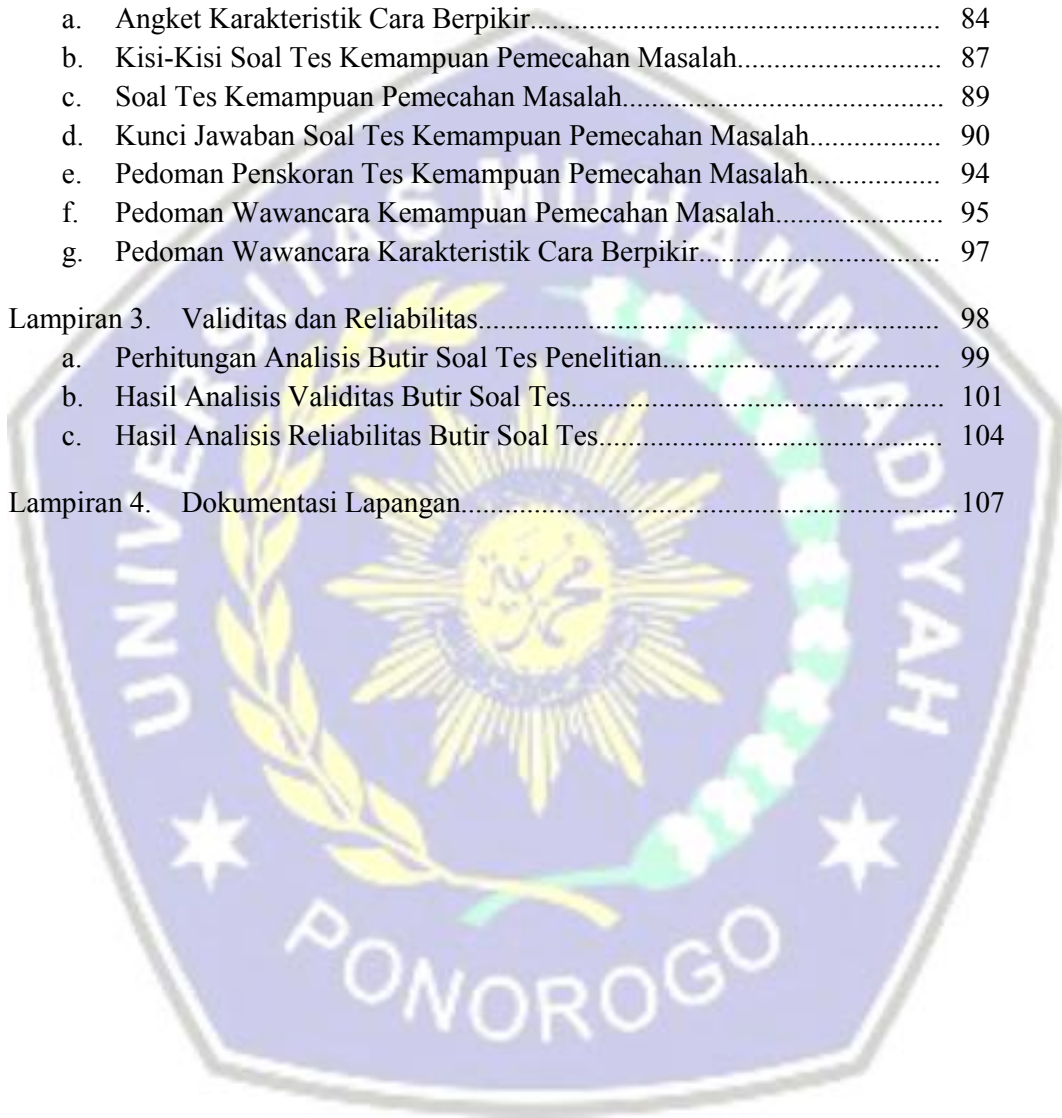 a. Angket Karakteristik Cara Berpikir............................................................ 84
b. Kisi-Kisi Soal Tes Kemampuan Pemecahan Masalah............................. 87
c. Soal Tes Kemampuan Pemecahan Masalah.............................................. 89
d. Kunci Jawaban Soal Tes Kemampuan Pemecahan Masalah................... 90
e. Pedoman Penskoran Tes Kemampuan Pemecahan Masalah................... 94
f. Pedoman Wawancara Kemampuan Pemecahan Masalah........................ 95
g. Pedoman Wawancara Karakteristik Cara Berpikir.................................. 97
Lampiran 3. Validitas dan Reliabilitas.................................................................. 98
a. Perhitungan Analisis Butir Soal Tes Penelitian........................................ 99
b. Hasil Analisis Validitas Butir Soal Tes..................................................... 101
c. Hasil Analisis Reliabilitas Butir Soal Tes................................................. 104
Lampiran 4. Dokumentasi Lapangan.......................................................................107
UNIVERSITAS MUHAMMADIYAH
PONOROGO